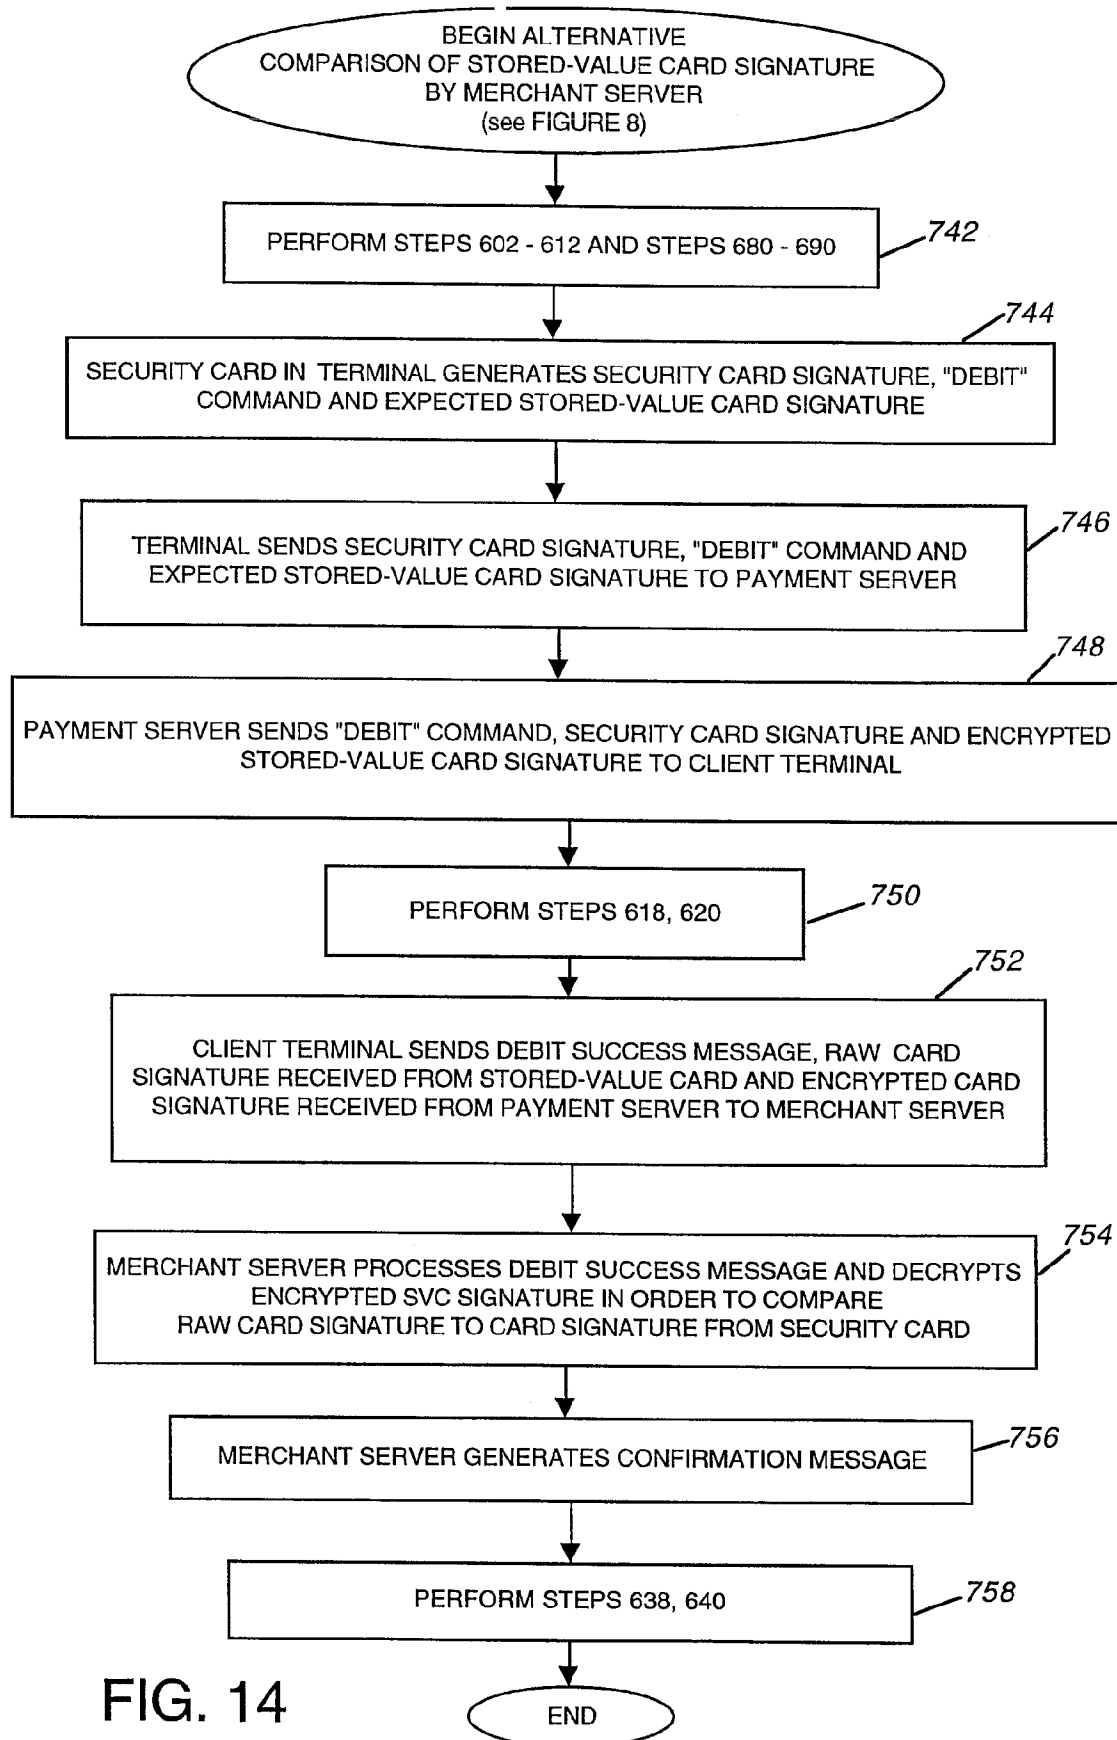 BEGIN ALTERNATIVE
COMPARISON OF STORED-VALUE CARD SIGNATURE
BY MERCHANT SERVER
(see FIGURE 8)
PERFORM STEPS 602 - 612 AND STEPS 680 - 690
742
744
SECURITY CARD IN TERMINAL GENERATES SECURITY CARD SIGNATURE, "DEBIT"
COMMAND AND EXPECTED STORED-VALUE CARD SIGNATURE
746
TERMINAL SENDS SECURITY CARD SIGNATURE, "DEBIT" COMMAND AND
EXPECTED STORED-VALUE CARD SIGNATURE TO PAYMENT SERVER
748
PAYMENT SERVER SENDS "DEBIT" COMMAND, SECURITY CARD SIGNATURE AND ENCRYPTED
STORED-VALUE CARD SIGNATURE TO CLIENT TERMINAL
PERFORM STEPS 618, 620
750
752
CLIENT TERMINAL SENDS DEBIT SUCCESS MESSAGE, RAW CARD
SIGNATURE RECEIVED FROM STORED-VALUE CARD AND ENCRYPTED CARD
SIGNATURE RECEIVED FROM PAYMENT SERVER TO MERCHANT SERVER
754
MERCHANT SERVER PROCESSES DEBIT SUCCESS MESSAGE AND DECRYPTS
ENCRYPTED SVC SIGNATURE IN ORDER TO COMPARE
RAW CARD SIGNATURE TO CARD SIGNATURE FROM SECURITY CARD
MERCHANT SERVER GENERATES CONFIRMATION MESSAGE
756
PERFORM STEPS 638, 640
758
FIG. 14
END